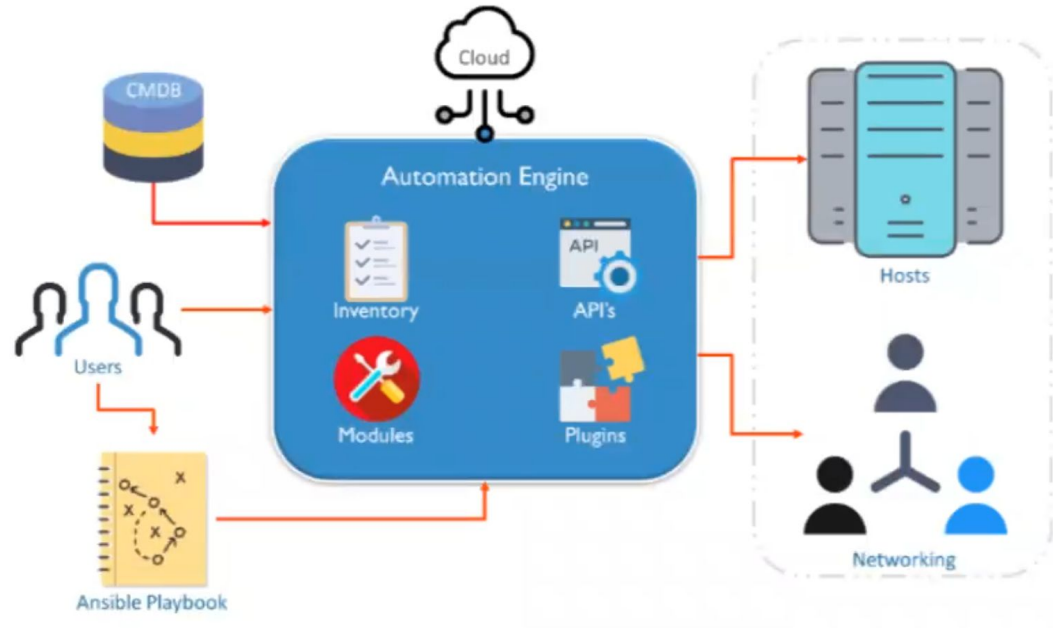 Cloud
CMDB
Automation Engine
API
Inventory
API's
Hosts
Users
Modules
Plugins
Networking
Ansible Playbook